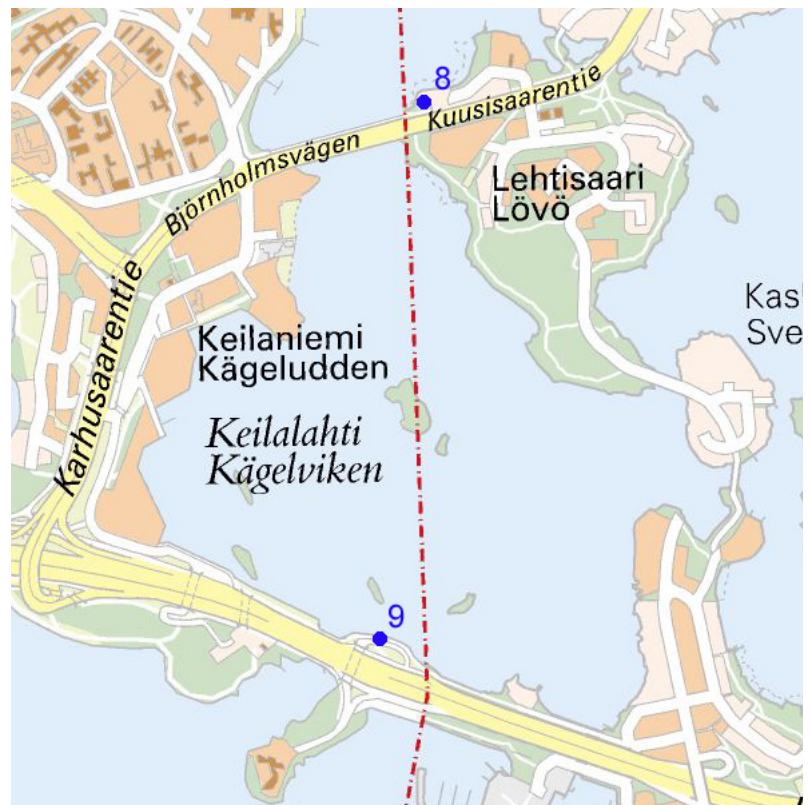 8
Kuusisaarentie
Björnholmsvägen
Lehtisaari
Lövö
Karhusaarentie
Keilaniemi
Kägeludden
Keilalahti
Kägelviken
9